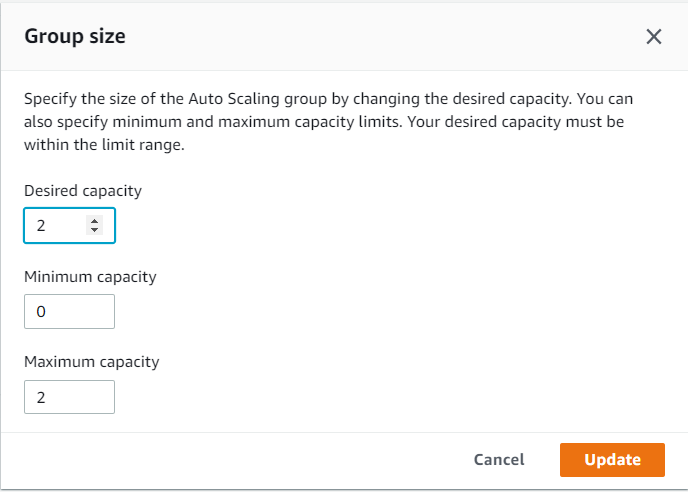 Group size
Specify the size of the Auto Scaling group by changing the desired capacity. You can
also specify minimum and maximum capacity limits. Your desired capacity must be
within the limit range.
Desired capacity
2
Minimum capacity
0
Maximum capacity
2
Cancel
Update